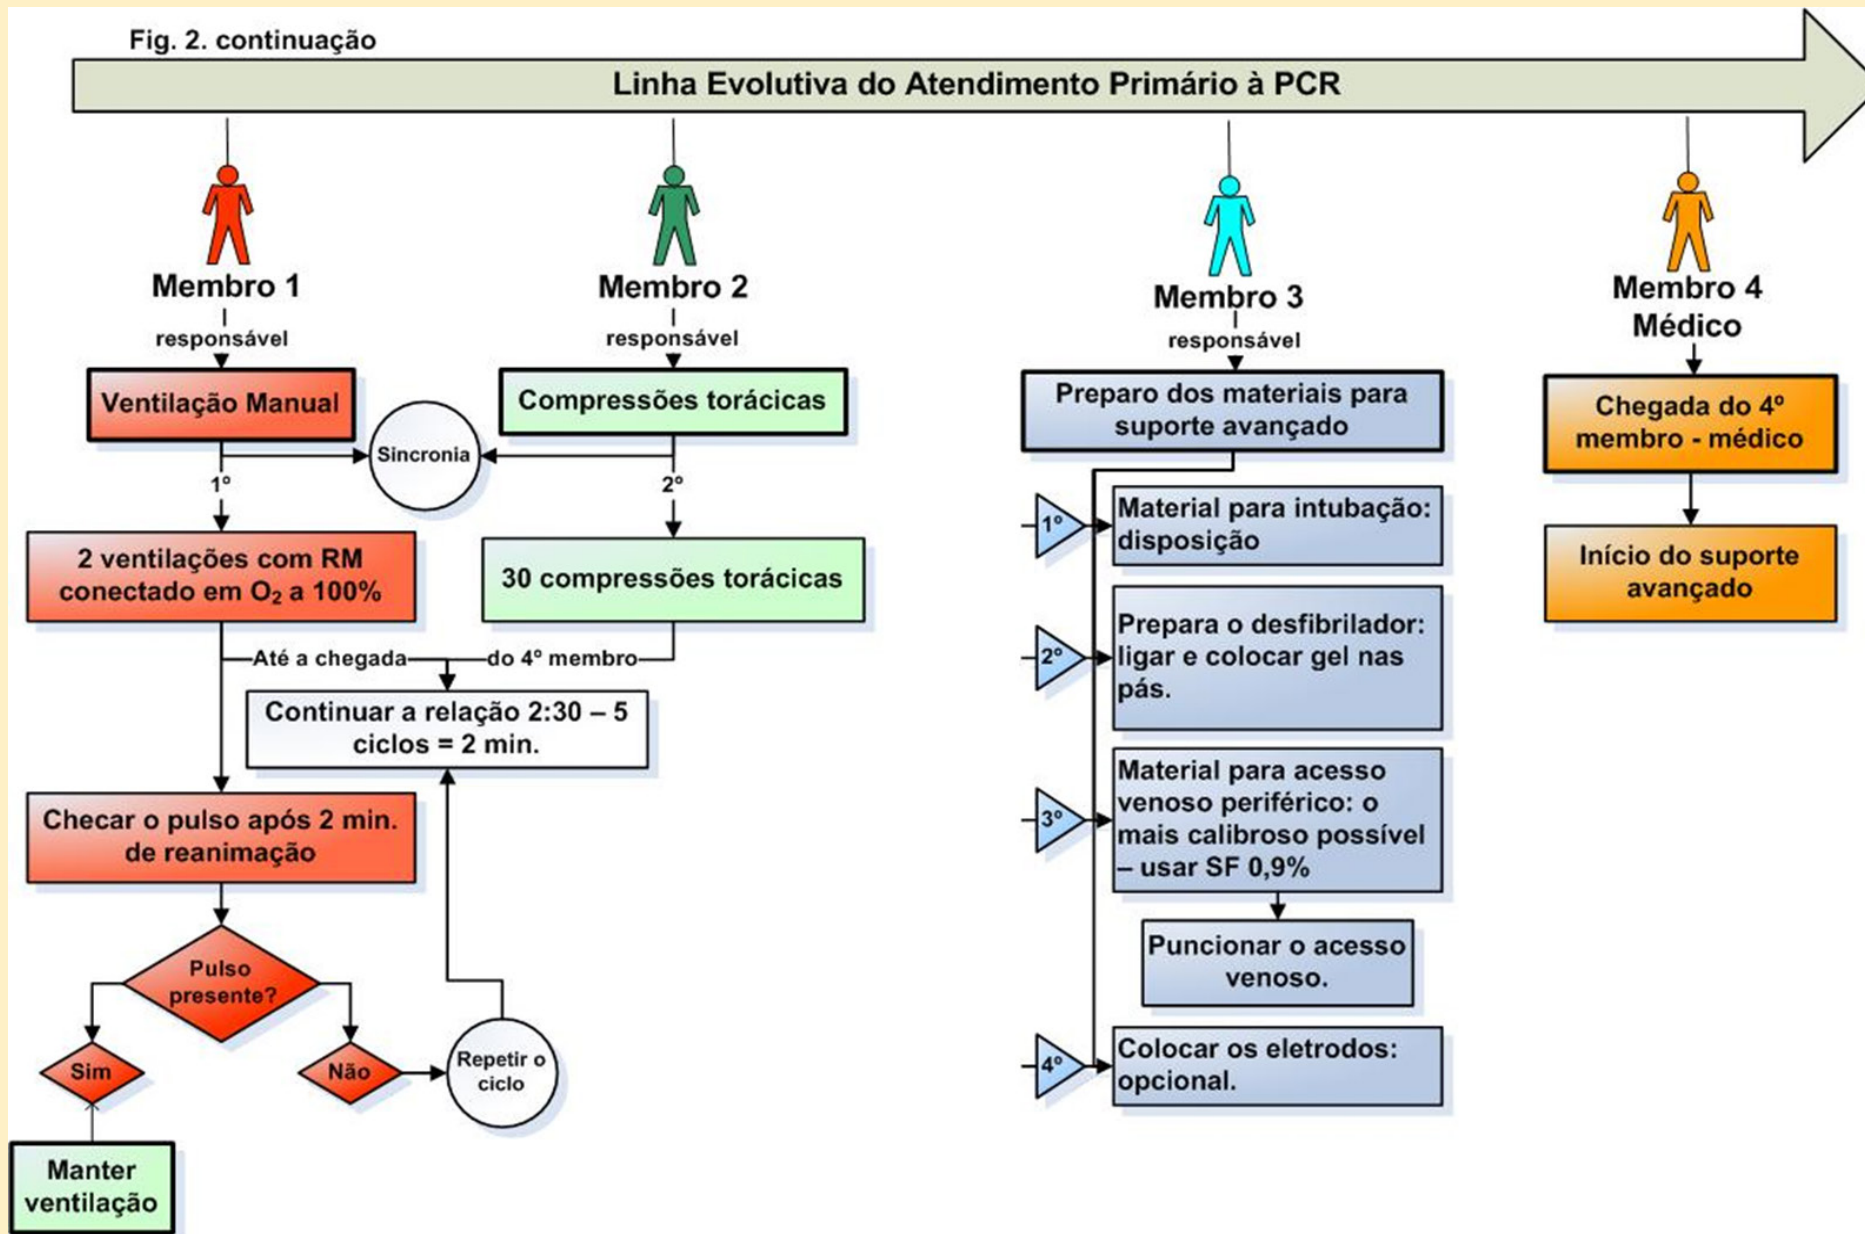 Fig. 2. continuação
Linha Evolutiva do Atendimento Primário à PCR
Membro 1
responsável
Ventilação Manual
1º
2 ventilações com RM
conectado em O₂ a 100%
Membro 2
responsável
Compressões torácicas
Sincronia
2º
30 compressões torácicas
Até a chegada do 4º membro
Continuar a relação 2:30 – 5
ciclos = 2 min.
Checar o pulso após 2 min.
de reanimação
Pulso
presente?
Sim
Não
Repetir o
ciclo
Manter
ventilação
Membro 3
responsável
Preparo dos materiais para
suporte avançado
1º
Material para intubação:
disposição
2º
Prepara o desfibrilador:
ligar e colocar gel nas
pás.
3º
Material para acesso
venoso periférico: o
mais calibroso possível
– usar SF 0,9%
Puncionar o acesso
venoso.
4º
Colocar os eletrodos:
opcional.
Membro 4
Médico
Chegada do 4º
membro - médico
Início do suporte
avançado